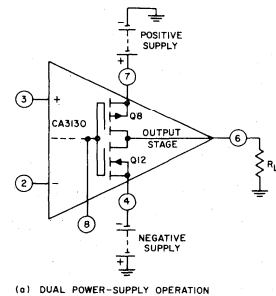 -
POSITIVE
SUPPLY
+
7
3
+
Q8
CA3130
OUTPUT
STAGE
6
Q12
RL
2
-
8
4
-
NEGATIVE
SUPPLY
+
(a) DUAL POWER-SUPPLY OPERATION